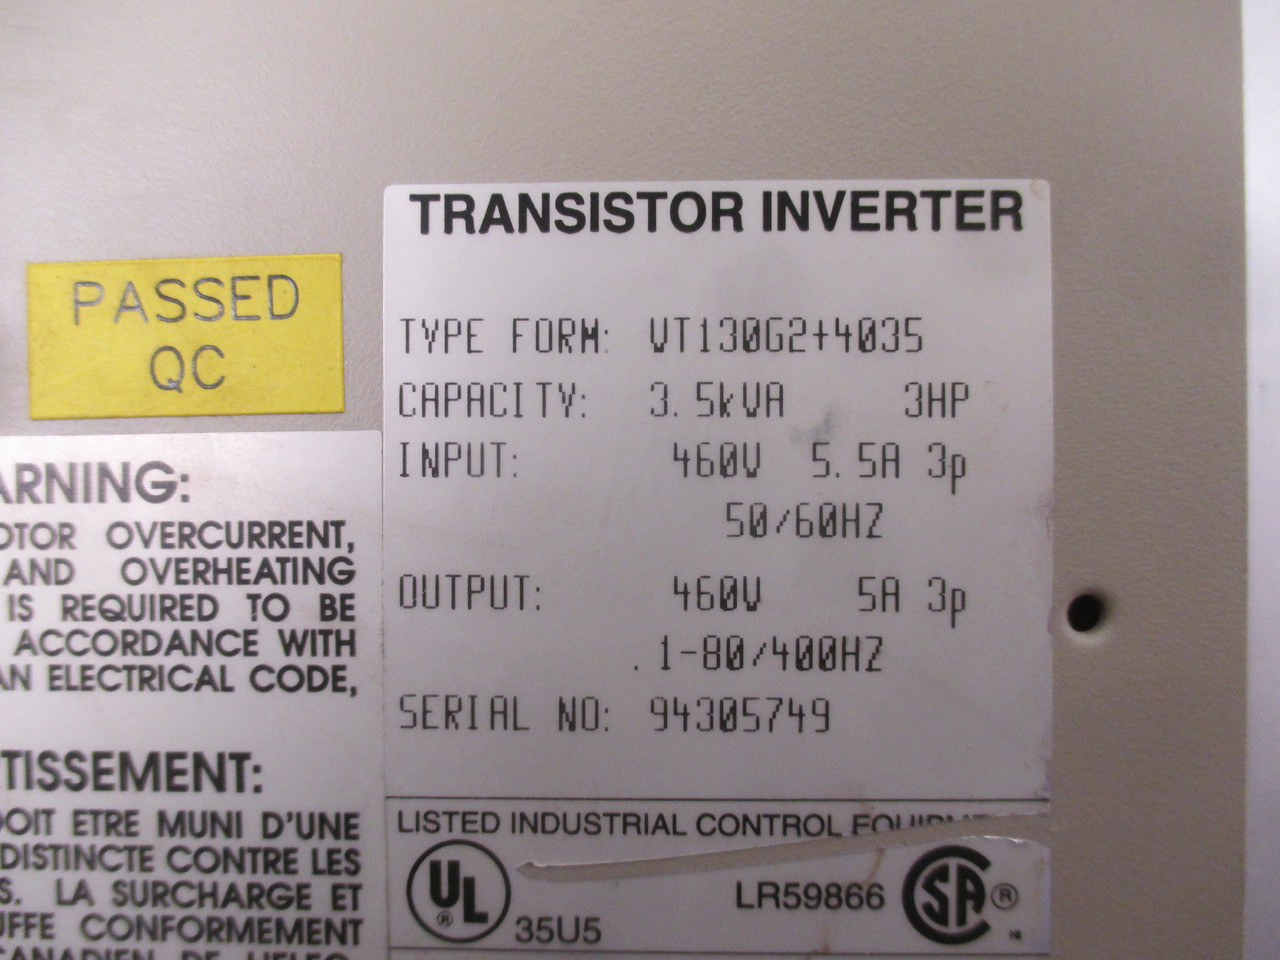 TRANSISTOR INVERTER
TYPE FORM: VT130G2+4035
CAPACITY: 3.5kVA 3HP
INPUT: 460V 5.5A 3p
50/60HZ
OUTPUT: 460V 5A 3p
.1-80/400HZ
SERIAL NO: 94305749
LISTED INDUSTRIAL CONTROL
UL ®
35U5
LR59866
SA ®
PASSED
QC
ARNING:
OTOR OVERCURRENT,
AND OVERHEATING
IS REQUIRED TO BE
ACCORDANCE WITH
AN ELECTRICAL CODE,
TISSEMENT:
DOIT ETRE MUNI D'UNE
DISTINCTE CONTRE LES
S. LA SURCHARGE ET
UFFE CONFORMEMENT